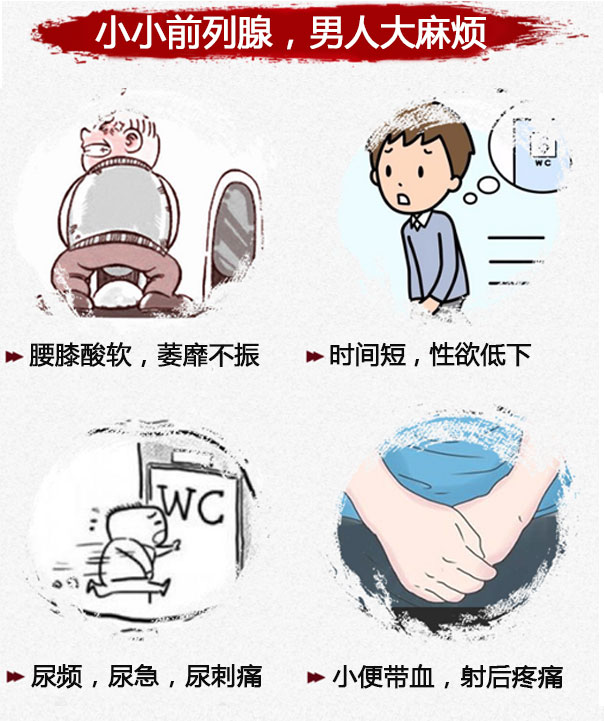 小小前列腺，男人大麻烦
WC
腰膝酸软，萎靡不振
时间短，性欲低下
WC
尿频，尿急，尿刺痛
小便带血，射后疼痛